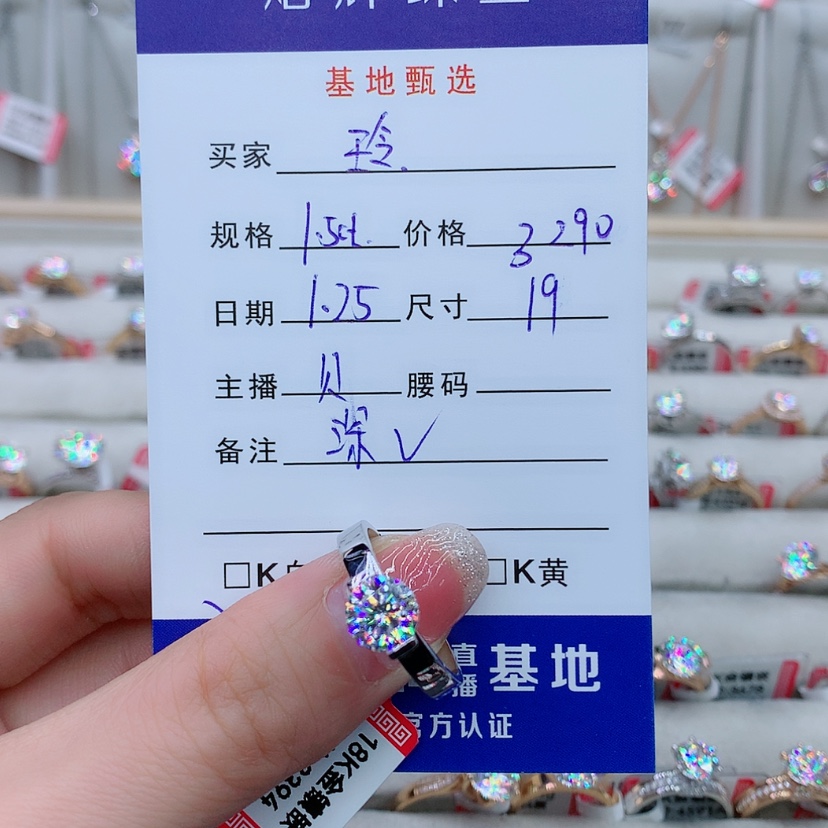 基地甄选
买家 玲.
规格 1.5ct. 价格 3290
日期 1.25 尺寸 19
主播 贝 腰码
备注 深 V
□K白 □K黄
直播基地
官方认证
18K金镶嵌